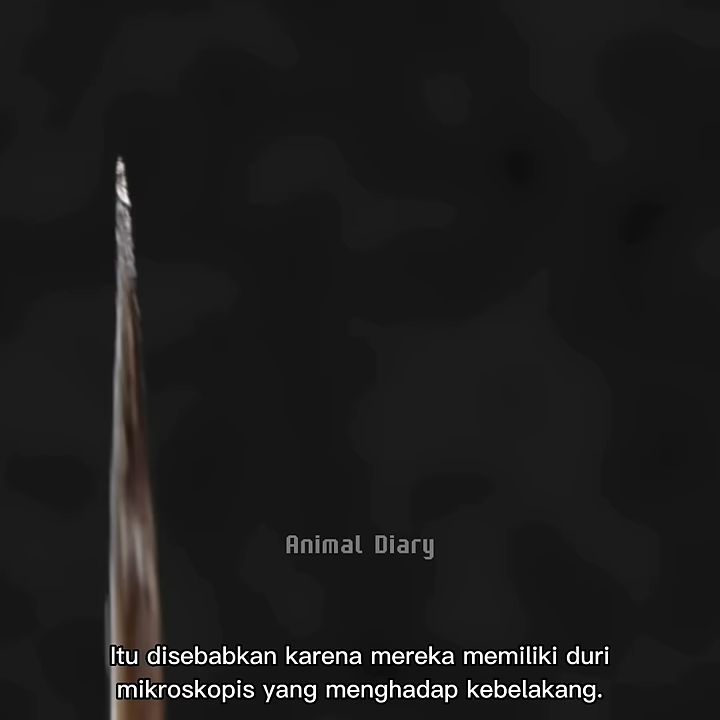 Animal Diary
Itu disebabkan karena mereka memiliki duri
mikroskopis yang menghadap kebelakang.